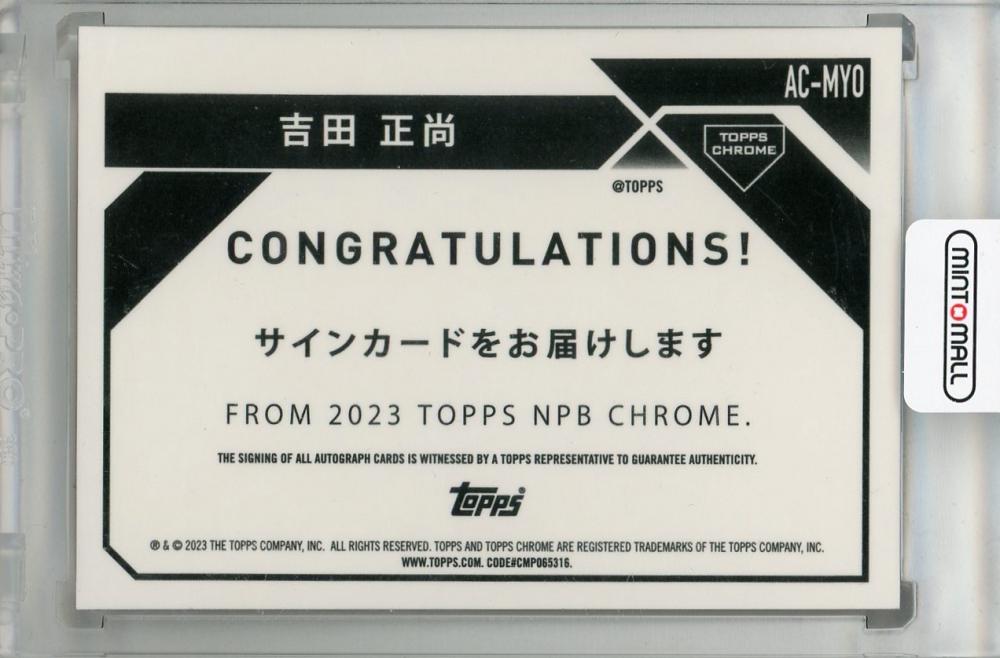 AC-MYO
吉田 正尚
TOPPS
CHROME
@TOPPS
CONGRATULATIONS!
サインカードをお届けします
FROM 2023 TOPPS NPB CHROME.
THE SIGNING OF ALL AUTOGRAPH CARDS IS WITNESSED BY A TOPPS REPRESENTATIVE TO GUARANTEE AUTHENTICITY.
topps®
® & © 2023 THE TOPPS COMPANY, INC. ALL RIGHTS RESERVED. TOPPS AND TOPPS CHROME ARE REGISTERED TRADEMARKS OF THE TOPPS COMPANY, INC.
WWW.TOPPS.COM. CODE#CMP065316.
MINT MALL